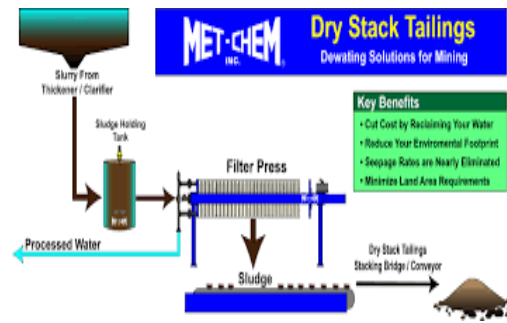 MET-CHEM
INC.
Dry Stack Tailings
Dewating Solutions for Mining
Slurry From
Thickener / Clarifier
Key Benefits
• Cut Cost by Reclaiming Your Water
• Reduce Your Enviromental Footprint
• Seepage Rates are Nearly Eliminated
• Minimize Land Area Requirements
Sludge Holding
Tank
Filter Press
Processed Water
Sludge
Dry Stack Tailings
Stacking Bridge / Conveyor